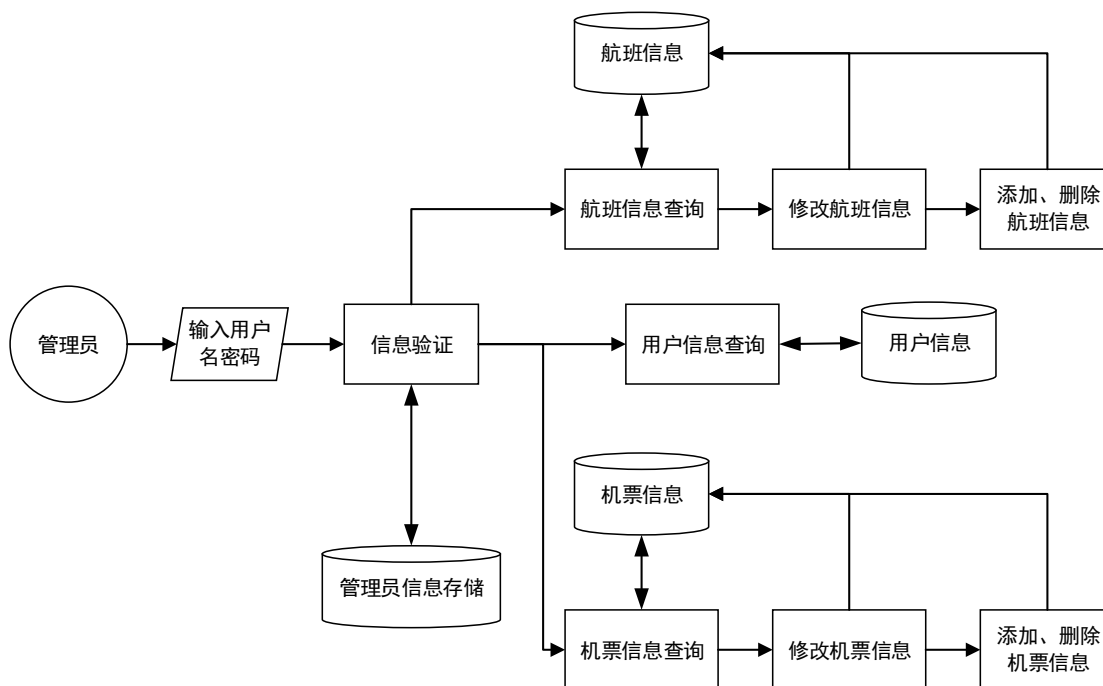 航班信息
航班信息查询
修改航班信息
添加、删除
航班信息
管理员
输入用户
名密码
信息验证
用户信息查询
用户信息
机票信息
管理员信息存储
机票信息查询
修改机票信息
添加、删除
机票信息